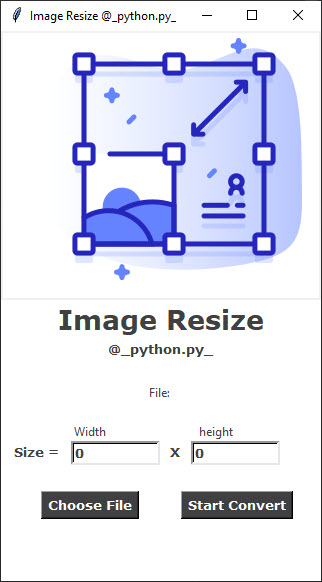 Image Resize @_python.py_
Image Resize
@_python.py_
File:
Width height
Size = 0 X 0
Choose File Start Convert